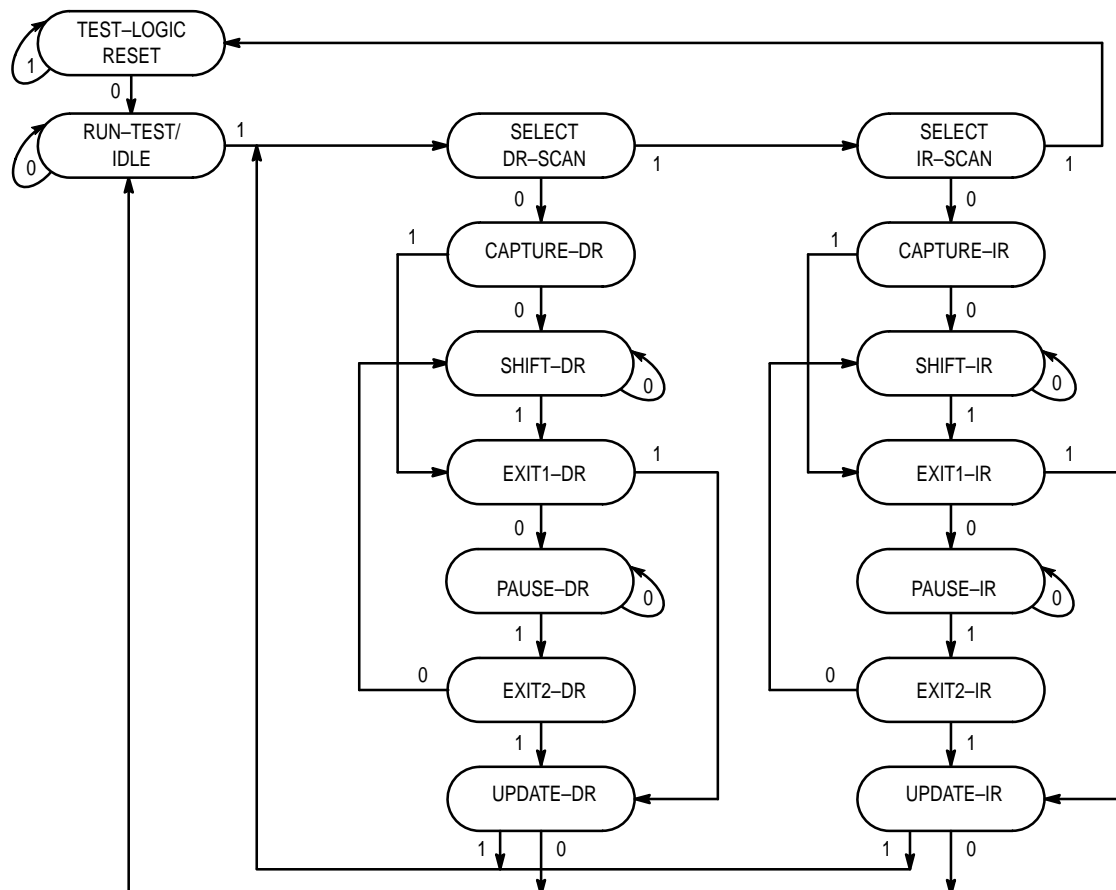 TEST–LOGIC
RESET
1
0
RUN–TEST/
IDLE
0
1
SELECT
DR–SCAN
1
SELECT
IR–SCAN
1
0
0
1
CAPTURE–DR
1
CAPTURE–IR
0
0
SHIFT–DR
0
SHIFT–IR
0
1
1
EXIT1–DR
1
EXIT1–IR
1
0
0
PAUSE–DR
0
PAUSE–IR
0
1
1
0
EXIT2–DR
0
EXIT2–IR
1
1
UPDATE–DR
UPDATE–IR
1
0
1
0